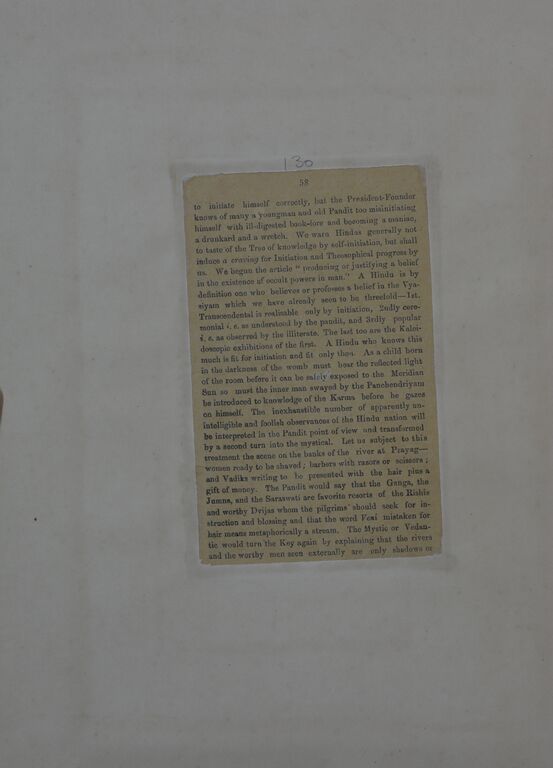 130
58
to initiate himself correctly, but the President-Founder
knows of many a youngman and old Pandit too misinitiating
himself with ill-digested book-lore and becoming a maniac,
a drunkard and a wretch. We warn Hindus generally not
to taste of the Tree of knowledge by self-initiation, but shall
induce a craving for Initiation and Theosophical progress by
us. We begun the article "producing or justifying a belief
in the existence of occult powers in man." A Hindu is by
definition one who believes or professes a belief in the Vya-
siyam which we have already seen to be threefold—1st.
Transcendental is realisable only by initiation, 2ndly cere-
monial i. e. as understood by the pandit, and 3rdly popular
i. e. as observed by the illiterate. The last too are the Kalei-
doscopic exhibitions of the first. A Hindu who knows this
much is fit for initiation and fit only then. As a child born
in the darkness of the womb must bear the reflected light
of the room before it can be safely exposed to the Meridian
Sun so must the inner man swayed by the Panchendriyam
be introduced to knowledge of the Karma before he gazes
on himself. The inexhaustible number of apparently un-
intelligible and foolish observances of the Hindu nation will
be interpreted in the Pandit point of view and transformed
by a second turn into the mystical. Let us subject to this
treatment the scene on the banks of the river at Prayag—
women ready to be shaved; barbers with rasors or scissors;
and Vadiks writing to be presented with the hair plus a
gift of money. The Pandit would say that the Ganga, the
Jumna, and the Saraswati are favorite resorts of the Rishis
and worthy Dvijas whom the pilgrims should seek for in-
struction and blessing and that the word Veni mistaken for
hair means metaphorically a stream. The Mystic or Vedan-
tic would turn the Key again by explaining that the rivers
and the worthy men seen externally are only shadows or